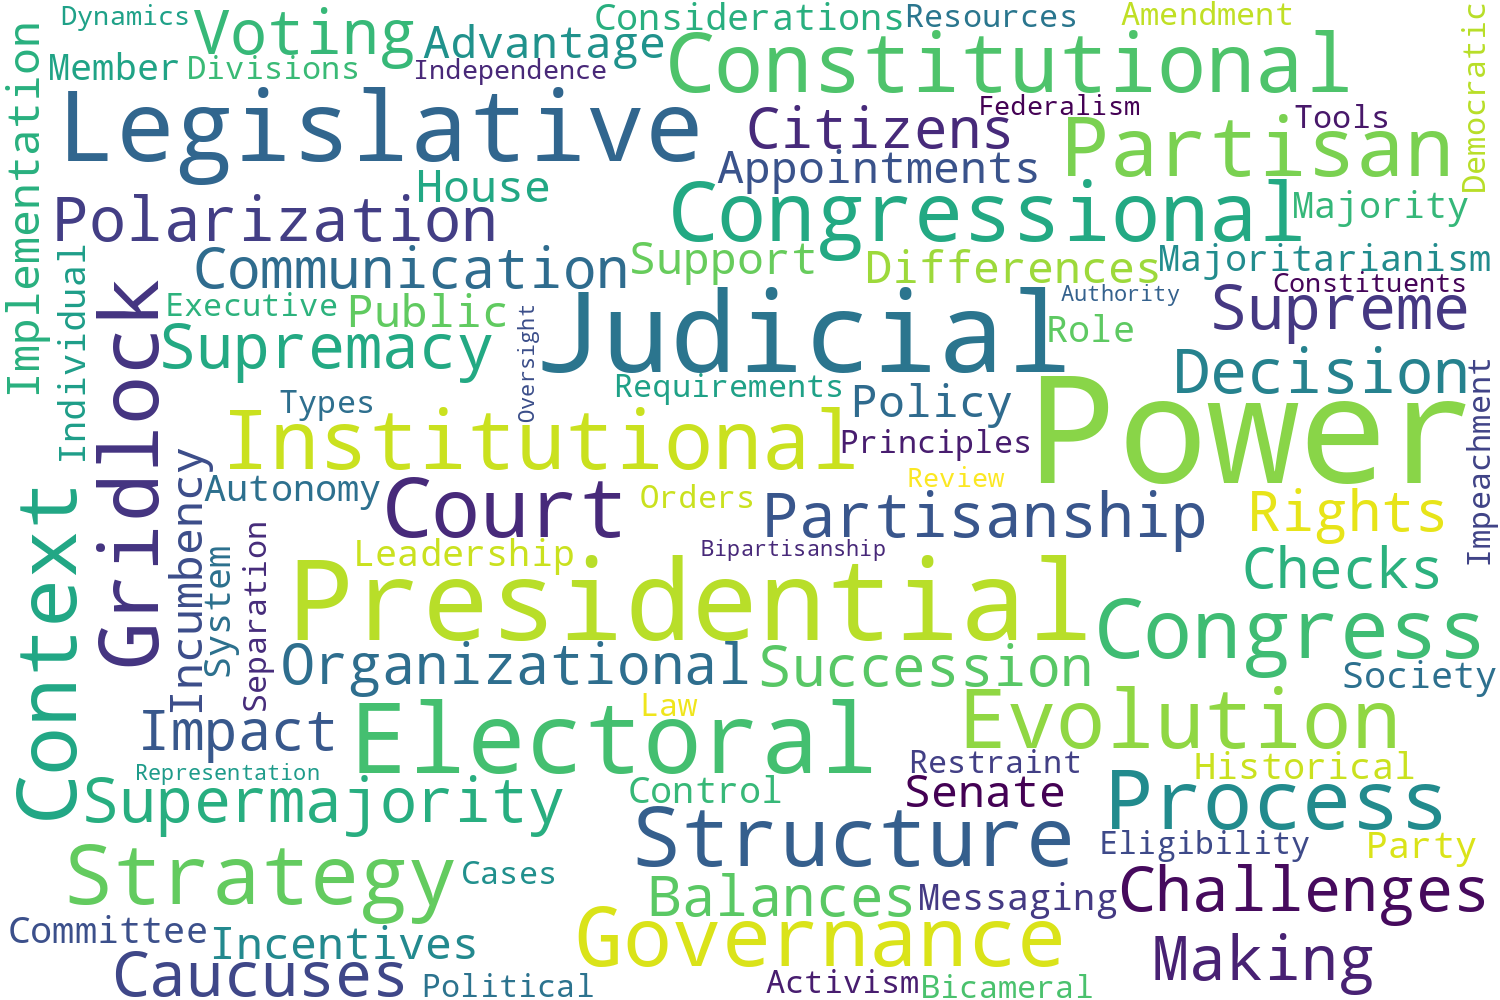 Dynamics
Voting
Considerations
Resources
Amendment
Democratic
Implementation
Member
Divisions
Advantage
Independence
Constitutional
Legislative
Citizens
Federalism
Partisan
Tools
Appointments
House
Polarization
Congressional
Majority
Individual
Communication
Support
Differences
Majoritarianism
Gridlock
Executive
Public
Oversight
Judicial
Authority
Constituents
Supreme
Role
Supremacy
Decision
Requirements
Types
Policy
Power
Impeachment
Institutional
Principles
Incumbency
Autonomy
Court
Orders
Review
Partisanship
Rights
Context
System
Separation
Leadership
Bipartisanship
Checks
Presidential
Congress
Organizational
Succession
Society
Impact
Law
Electoral
Evolution
Representation
Restraint
Historical
Supermajority
Control
Senate
Process
Structure
Eligibility
Party
Strategy
Cases
Balances
Messaging
Challenges
Committee
Incentives
Governance
Making
Caucuses
Political
Activism
Bicameral